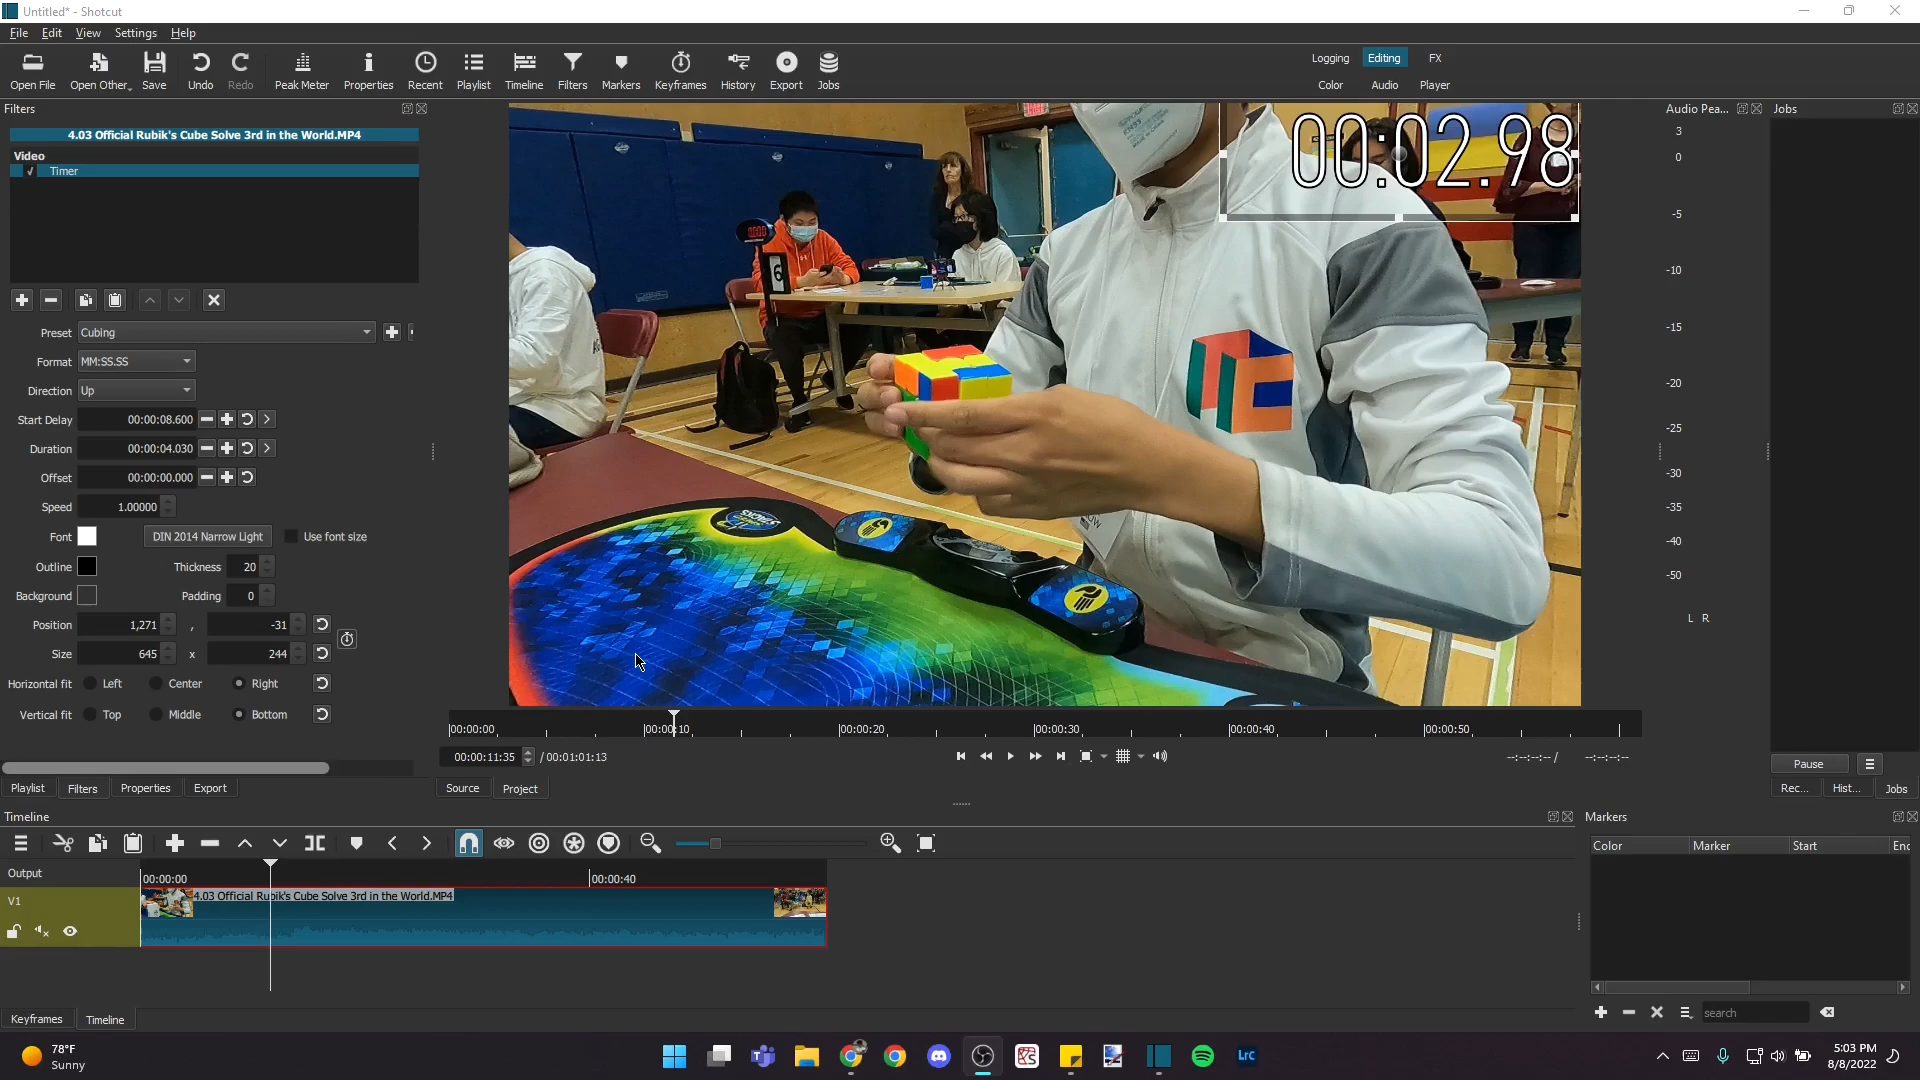 Untitled* - Shotcut
File Edit View Settings Help
Open File Open Other Save Undo Redo Peak Meter Properties Recent Playlist Timeline Filters Markers Keyframes History Export Jobs
Logging Editing FX
Color Audio Player
Filters
4.03 Official Rubik's Cube Solve 3rd in the World.MP4
Video
Timer
Preset Cubing
Format MM:SS.SS
Direction Up
Start Delay 00:00:08.600
Duration 00:00:04.030
Offset 00:00:00.000
Speed 1.00000
Font DIN 2014 Narrow Light Use font size
Outline Thickness 20
Background Padding 0
Position 1,271 , -31
Size 645 x 244
Horizontal fit Left Center Right
Vertical fit Top Middle Bottom
Playlist Filters Properties Export
00:02.98
6
00:00:00 00:00:10 00:00:20 00:00:30 00:00:40 00:00:50
00:00:11:35 / 00:01:01:13
--:--:--:-- / --:--:--:--
Source Project
Audio Pea...
3
0
-5
-10
-15
-20
-25
-30
-35
-40
-50
L R
Jobs
Pause
Rec... Hist... Jobs
Timeline
Output
00:00:00 00:00:40
V1
4.03 Official Rubik's Cube Solve 3rd in the World.MP4
Keyframes Timeline
Markers
Color Marker Start
search
78°F
Sunny
Lrc
5:03 PM
8/8/2022